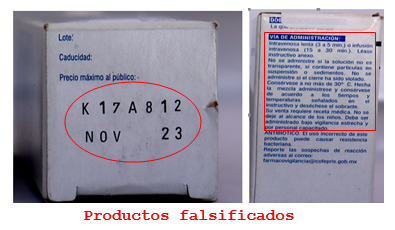 Lote:
Caducidad:
Precio máximo al público:
K17A812
NOV 23
VÍA DE ADMINISTRACIÓN:
Intravenosa lenta (3 a 5 min.) o infusión
intravenosa (15 a 30 min.). Léase
instructivo anexo.
No se administre si la solución no es
transparente, si contiene partículas en
suspensión o sedimentos. No se
administre si el cierre ha sido violado.
Consérvese a no más de 30° C. Hecha
la mezcla adminístrese y consérvese
de acuerdo a los tiempos y
temperaturas señalados en el
instructivo y deséchese el sobrante.
Su venta requiere receta médica. No se
deje al alcance de los niños. Debe ser
administrado bajo vigilancia estrecha y
por personal capacitado.
ANTIBIÓTICO. El uso incorrecto de este
producto puede causar resistencia
bacteriana.
Reporte las sospechas de reacción
adversas al correo:
farmacovigilancia@cofepris.gob.mx
Productos falsificados